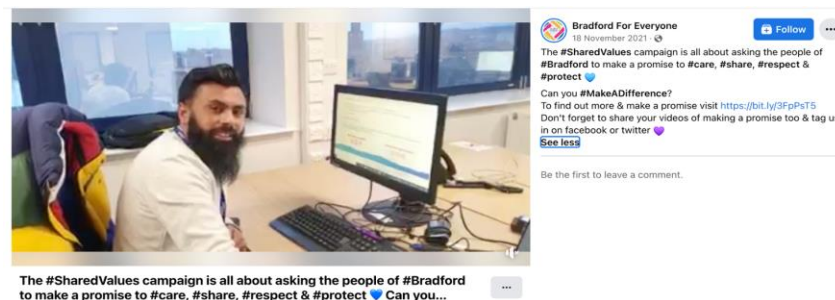 Bradford For Everyone
Follow
...
18 November 2021 ·
The #SharedValues campaign is all about asking the people of
#Bradford to make a promise to #care, #share, #respect &
#protect 💙
Can you #MakeADifference?
To find out more & make a promise visit https://bit.ly/3FpPsT5
Don't forget to share your videos of making a promise too & tag u
in on facebook or twitter 💜
See less
Be the first to leave a comment.
The #SharedValues campaign is all about asking the people of #Bradford
to make a promise to #care, #share, #respect & #protect 💙 Can you...
...